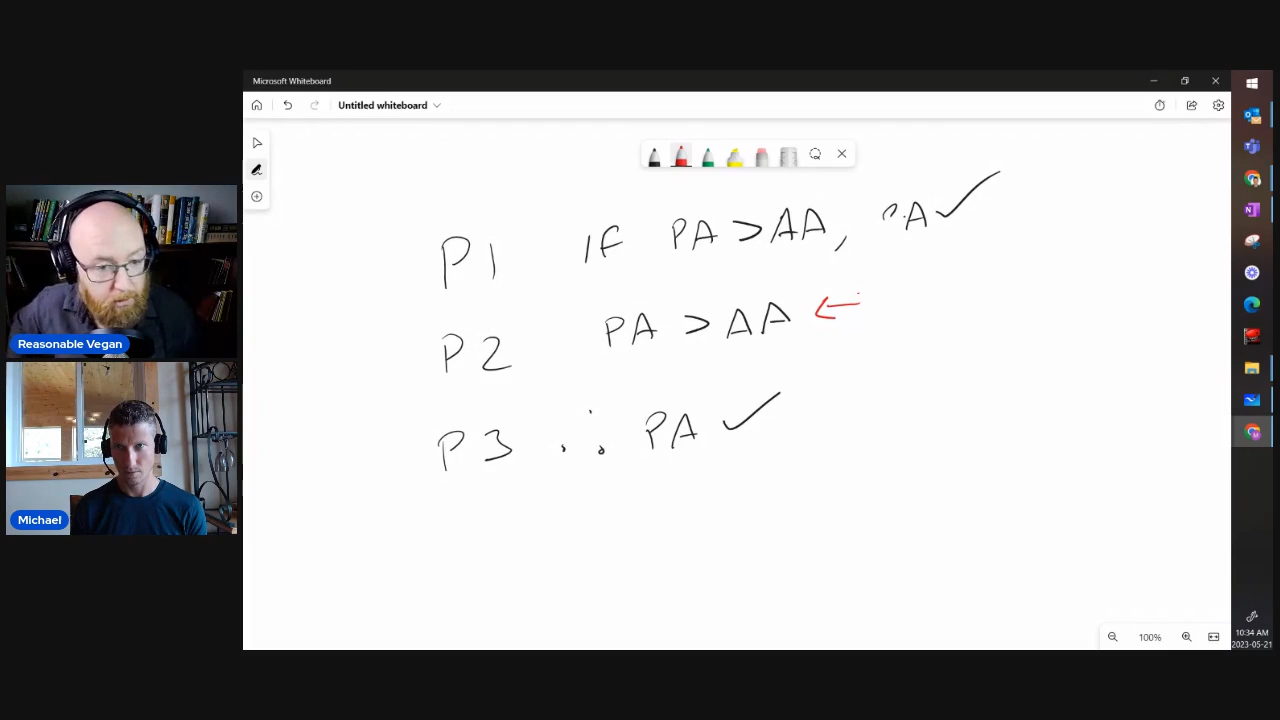 Microsoft Whiteboard
Untitled whiteboard
P1 If PA > AA, PA ✓
P2 PA > AA ←
P3 ∴ PA ✓
Reasonable Vegan
Michael
100%
10:34 AM
2023-05-21